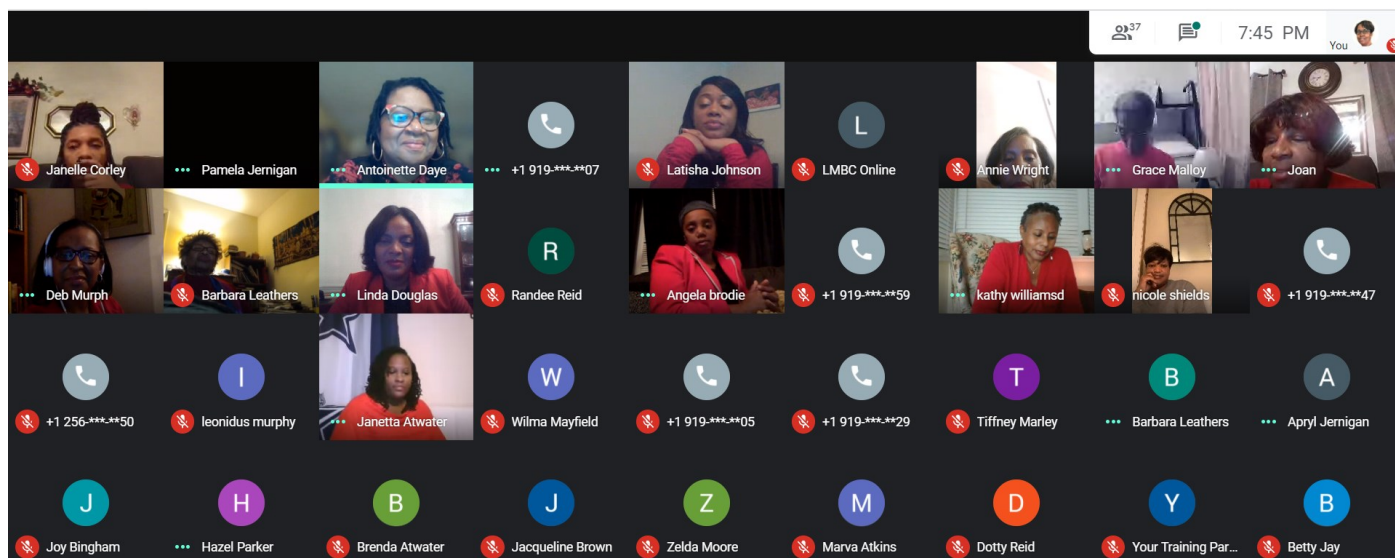 37
7:45 PM
You
Janelle Corley
Pamela Jernigan
Antoinette Daye
+1 919-***-**07
Latisha Johnson
L
LMBC Online
Annie Wright
Grace Malloy
Joan
Deb Murph
Barbara Leathers
Linda Douglas
R
Randee Reid
Angela brodie
+1 919-***-**59
kathy williamsd
nicole shields
+1 919-***-**47
+1 256-***-**50
l
leonidus murphy
Janetta Atwater
W
Wilma Mayfield
+1 919-***-**05
+1 919-***-**29
T
Tiffney Marley
B
Barbara Leathers
A
Apryl Jernigan
J
Joy Bingham
H
Hazel Parker
B
Brenda Atwater
J
Jacqueline Brown
Z
Zelda Moore
M
Marva Atkins
D
Dotty Reid
Y
Your Training Par...
B
Betty Jay